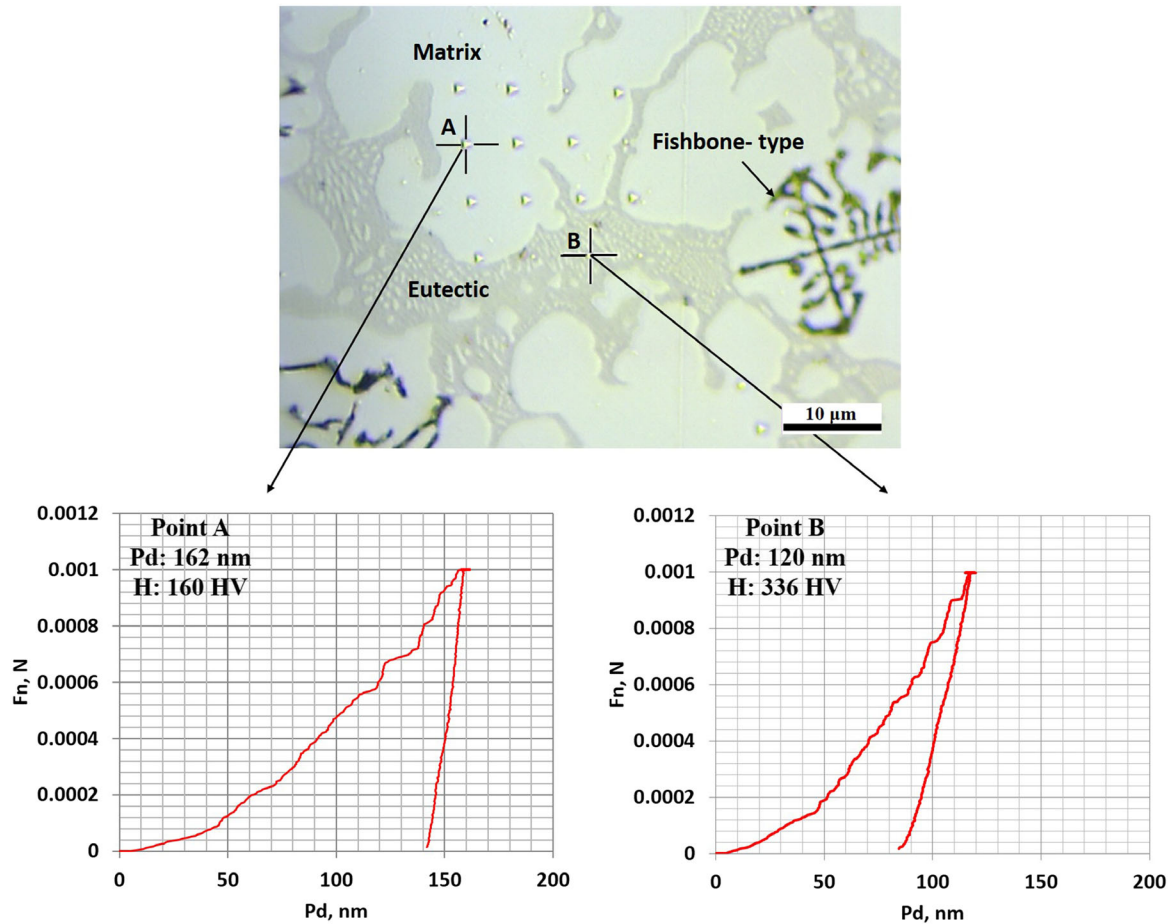 Matrix
A
Fishbone- type
B
Eutectic
10 µm
Point A
Pd: 162 nm
H: 160 HV
0.0012
0.001
0.0008
0.0006
0.0004
0.0002
0
Fn, N
0 50 100 150 200
Pd, nm
Point B
Pd: 120 nm
H: 336 HV
0.0012
0.001
0.0008
0.0006
0.0004
0.0002
0
Fn, N
0 50 100 150 200
Pd, nm